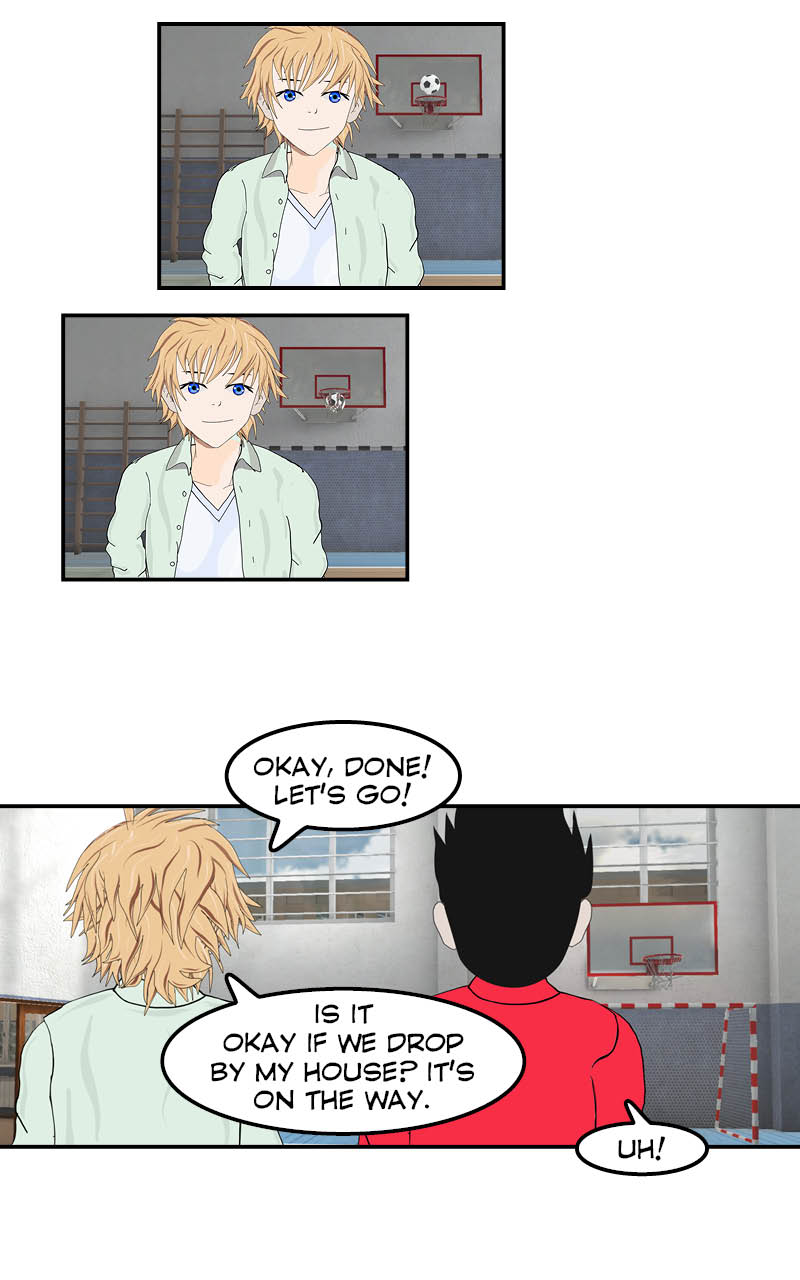 OKAY, DONE!
LET'S GO!
IS IT
OKAY IF WE DROP
BY MY HOUSE? IT'S
ON THE WAY.
UH!